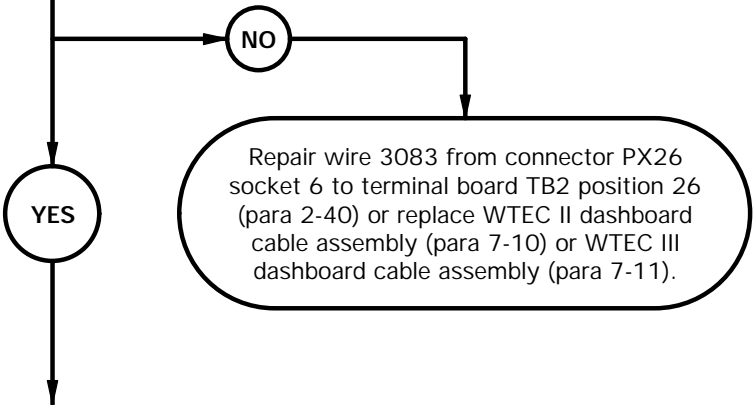 NO
Repair wire 3083 from connector PX26
socket 6 to terminal board TB2 position 26
(para 2-40) or replace WTEC II dashboard
cable assembly (para 7-10) or WTEC III
dashboard cable assembly (para 7-11).
YES